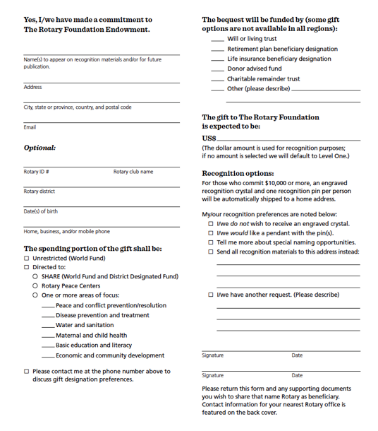 Yes, I/we have made a commitment to
The Rotary Foundation Endowment.
Name(s) to appear on recognition materials and/or for future
publication.
Address
City, state or province, country, and postal code
Email
Optional:
Rotary ID # Rotary club name
Rotary district
Date(s) of birth
Home, business, and/or mobile phone
The spending portion of the gift shall be:
Unrestricted (World Fund)
Directed to:
SHARE (World Fund and District Designated Fund)
Rotary Peace Centers
One or more areas of focus:
Peace and conflict prevention/resolution
Disease prevention and treatment
Water and sanitation
Maternal and child health
Basic education and literacy
Economic and community development
Please contact me at the phone number above to
discuss gift designation preferences.
The bequest will be funded by (some gift
options are not available in all regions):
Will or living trust
Retirement plan beneficiary designation
Life insurance beneficiary designation
Donor advised fund
Charitable remainder trust
Other (please describe)
The gift to The Rotary Foundation
is expected to be:
US$
(The dollar amount is used for recognition purposes;
if no amount is selected we will default to Level One.)
Recognition options:
For those who commit $10,000 or more, an engraved
recognition crystal and one recognition pin per person
will be automatically shipped to a home address.
My/our recognition preferences are noted below:
I/we do not wish to receive an engraved crystal.
I/we would like a pendant with the pin(s).
Tell me more about special naming opportunities.
Send all recognition materials to this address instead:
I/we have another request. (Please describe)
Signature Date
Signature Date
Please return this form and any supporting documents
you wish to share that name Rotary as beneficiary.
Contact information for your nearest Rotary office is
featured on the back cover.